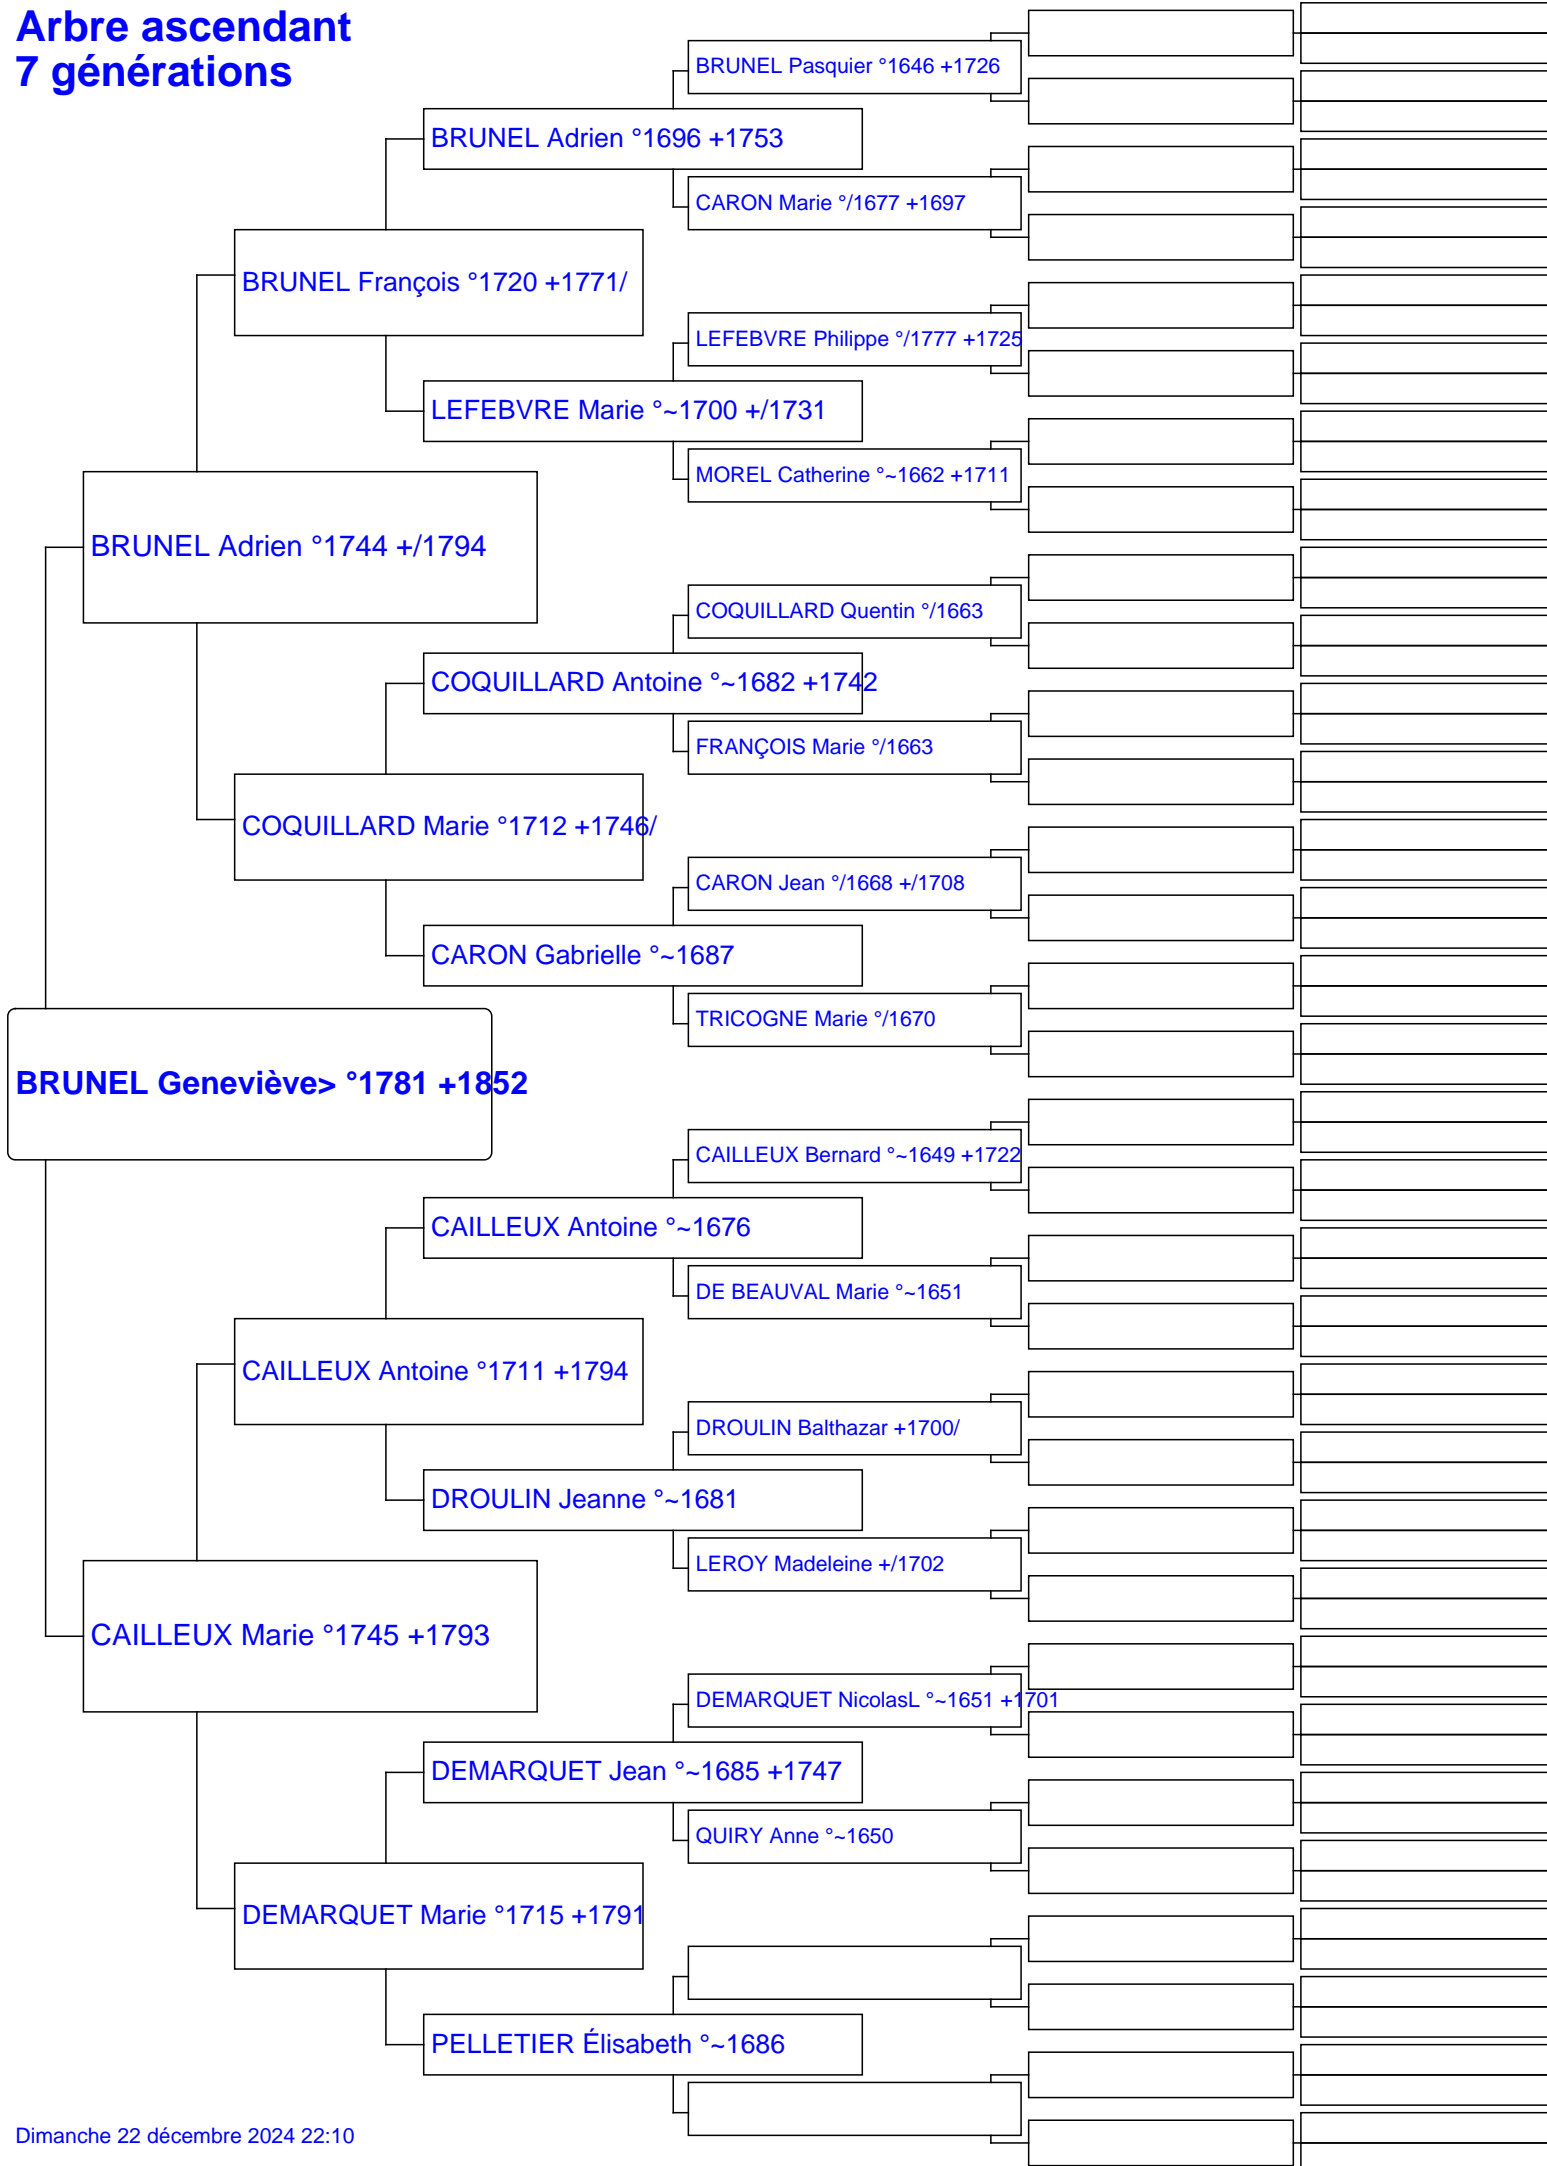 Arbre ascendant
7 générations
BRUNEL Pasquier °1646 +1726
BRUNEL Adrien °1696 +1753
CARON Marie °/1677 +1697
BRUNEL François °1720 +1771/
LEFEBVRE Philippe °/1777 +1725
LEFEBVRE Marie °~1700 +/1731
MOREL Catherine °~1662 +1711
BRUNEL Adrien °1744 +/1794
COQUILLARD Quentin °/1663
COQUILLARD Antoine °~1682 +1742
FRANÇOIS Marie °/1663
COQUILLARD Marie °1712 +1746/
CARON Jean °/1668 +/1708
CARON Gabrielle °~1687
TRICOGNE Marie °/1670
BRUNEL Geneviève> °1781 +1852
CAILLEUX Bernard °~1649 +1722
CAILLEUX Antoine °~1676
DE BEAUVAL Marie °~1651
CAILLEUX Antoine °1711 +1794
DROULIN Balthazar +1700/
DROULIN Jeanne °~1681
LEROY Madeleine +/1702
CAILLEUX Marie °1745 +1793
DEMARQUET NicolasL °~1651 +1701
DEMARQUET Jean °~1685 +1747
QUIRY Anne °~1650
DEMARQUET Marie °1715 +1791
PELLETIER Élisabeth °~1686
Dimanche 22 décembre 2024 22:10